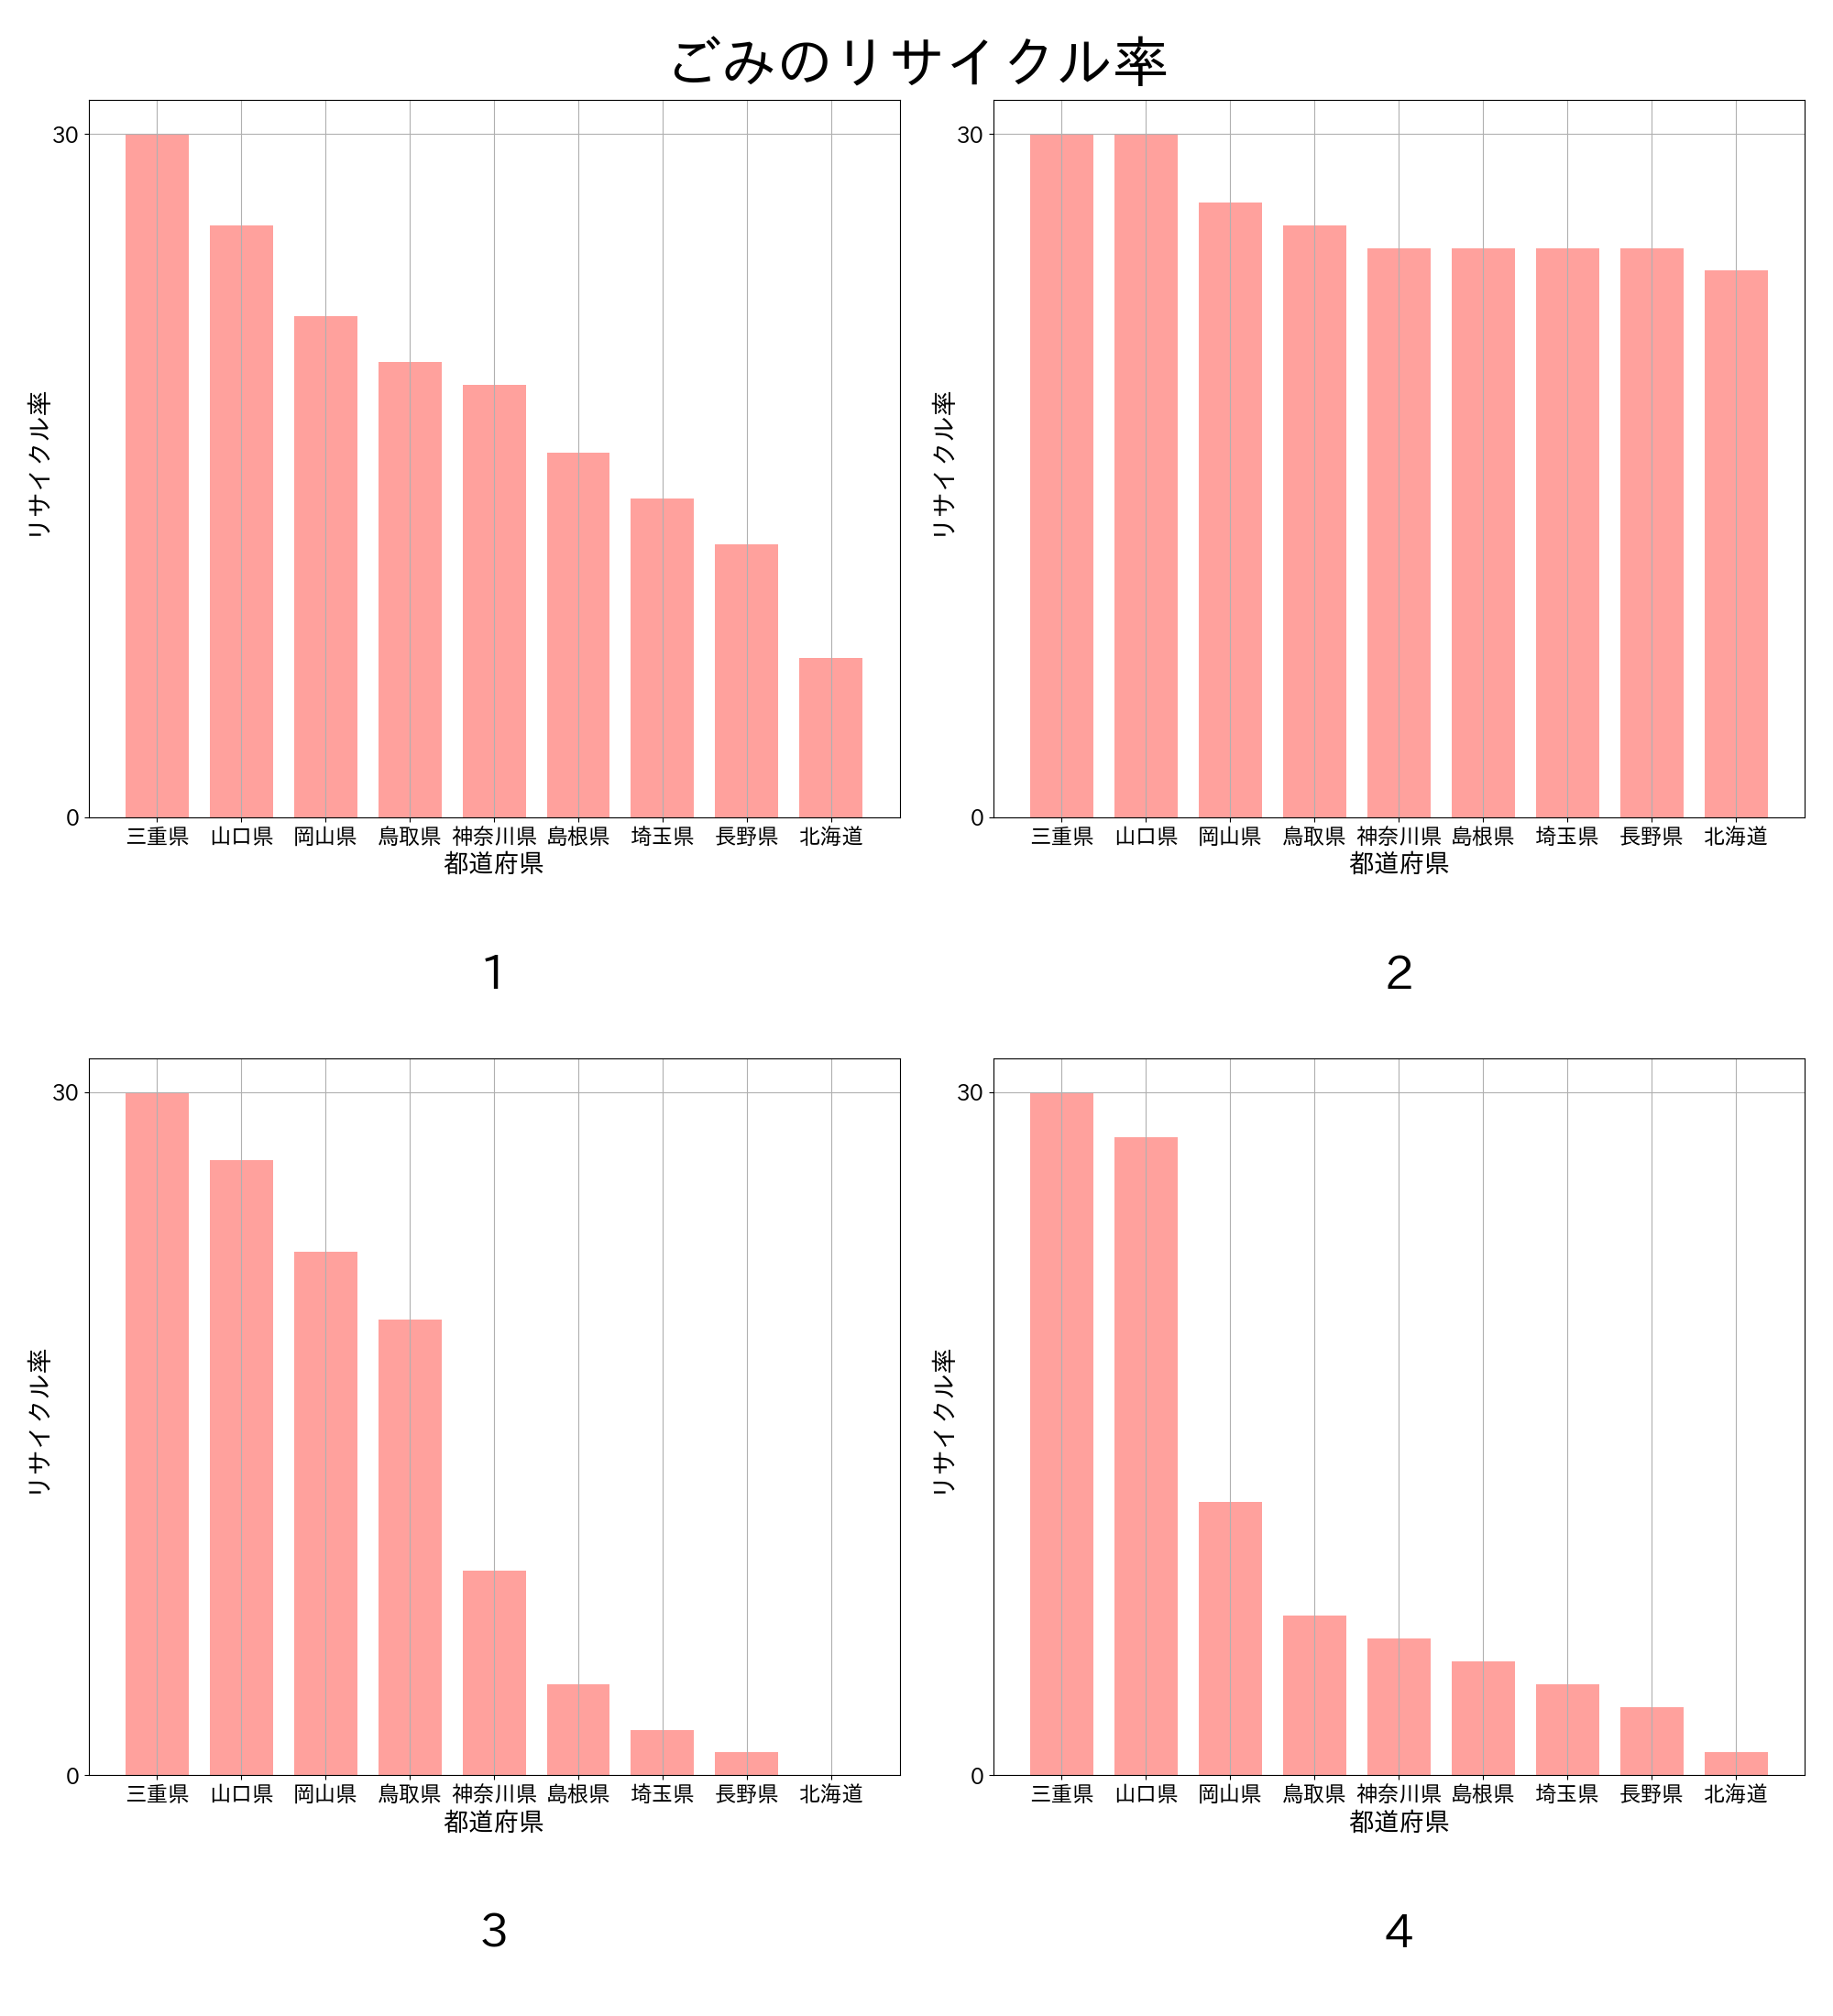 ごみのリサイクル率
30
0
リサイクル率
三重県 山口県 岡山県 鳥取県 神奈川県 島根県 埼玉県 長野県 北海道
都道府県
1
30
0
リサイクル率
三重県 山口県 岡山県 鳥取県 神奈川県 島根県 埼玉県 長野県 北海道
都道府県
2
30
0
リサイクル率
三重県 山口県 岡山県 鳥取県 神奈川県 島根県 埼玉県 長野県 北海道
都道府県
3
30
0
リサイクル率
三重県 山口県 岡山県 鳥取県 神奈川県 島根県 埼玉県 長野県 北海道
都道府県
4